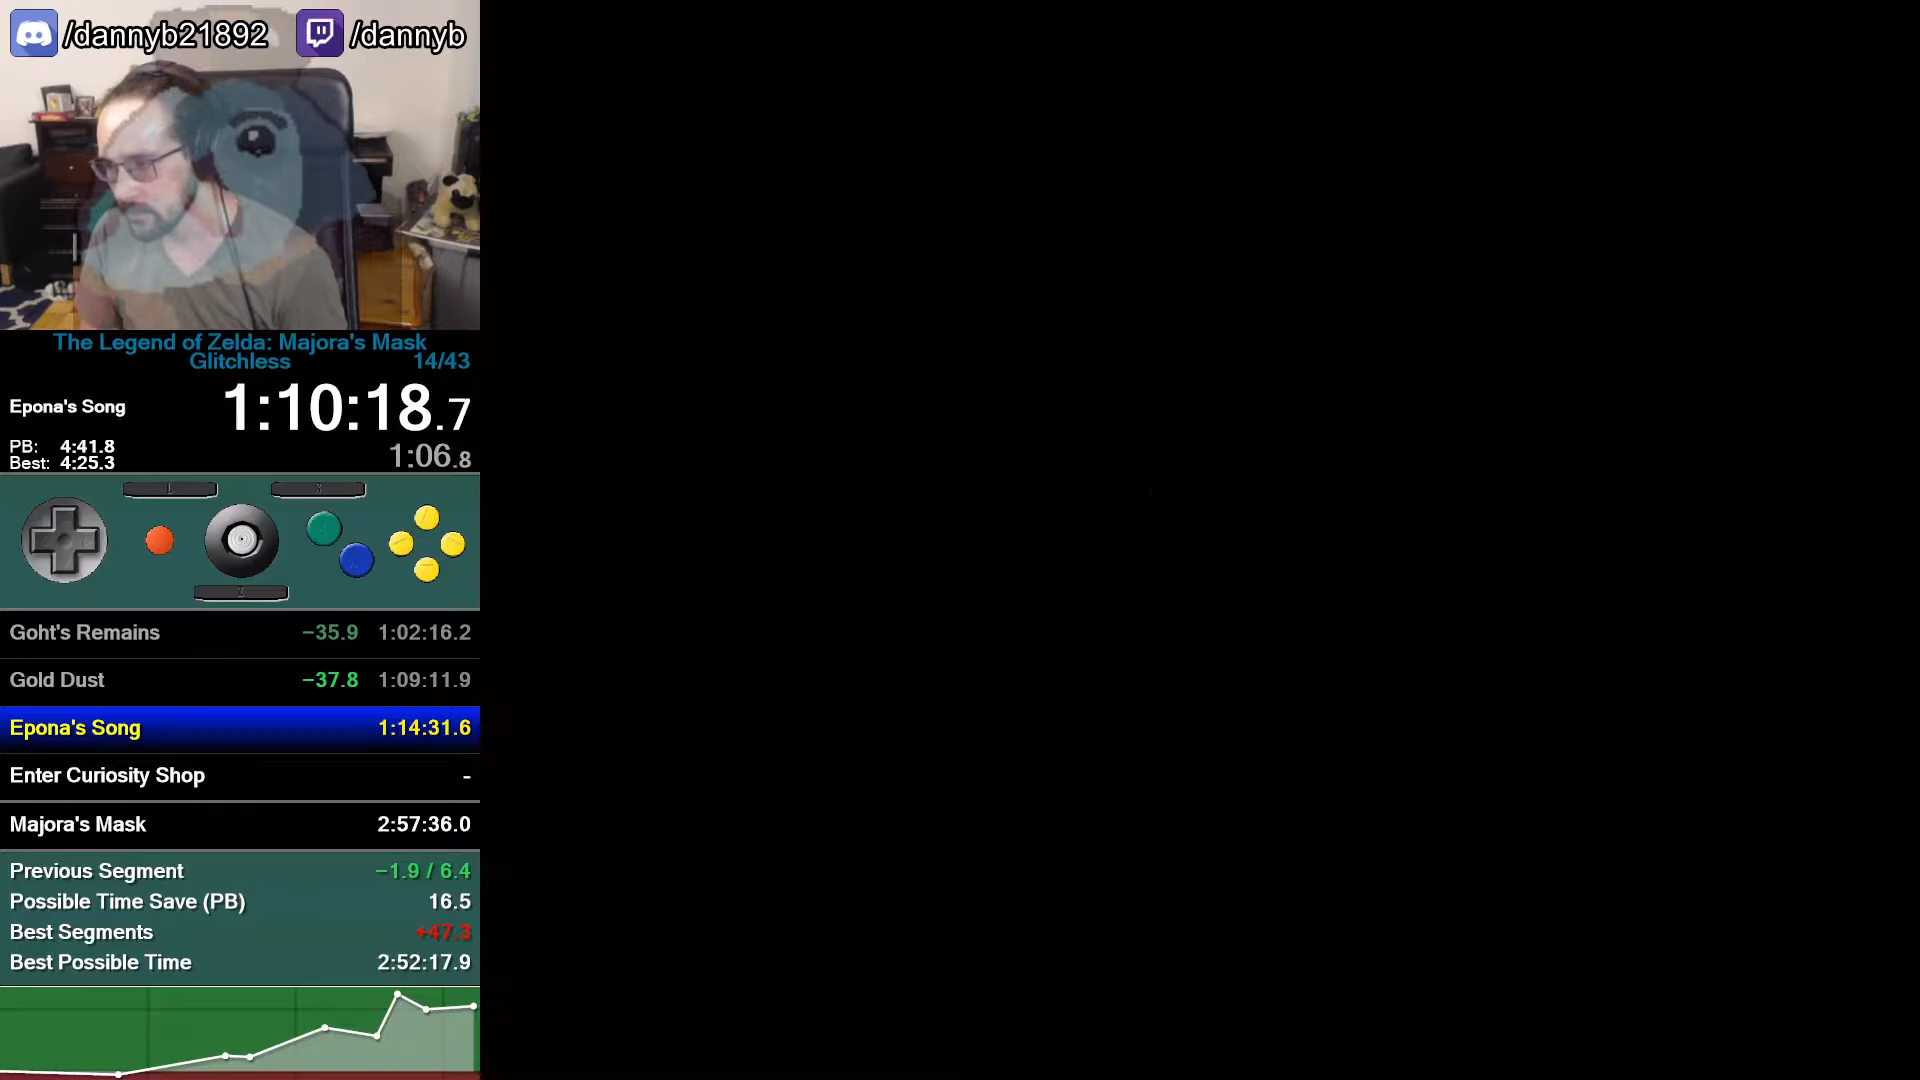 /dannyb21892 /dannyb
The Legend of Zelda: Majora's Mask
Glitchless 14/43
Epona's Song 1:10:18.7
PB: 4:41.8
Best: 4:25.3 1:06.8
L R
Z
Goht's Remains −35.9 1:02:16.2
Gold Dust −37.8 1:09:11.9
Epona's Song 1:14:31.6
Enter Curiosity Shop -
Majora's Mask 2:57:36.0
Previous Segment −1.9 / 6.4
Possible Time Save (PB) 16.5
Best Segments +47.3
Best Possible Time 2:52:17.9